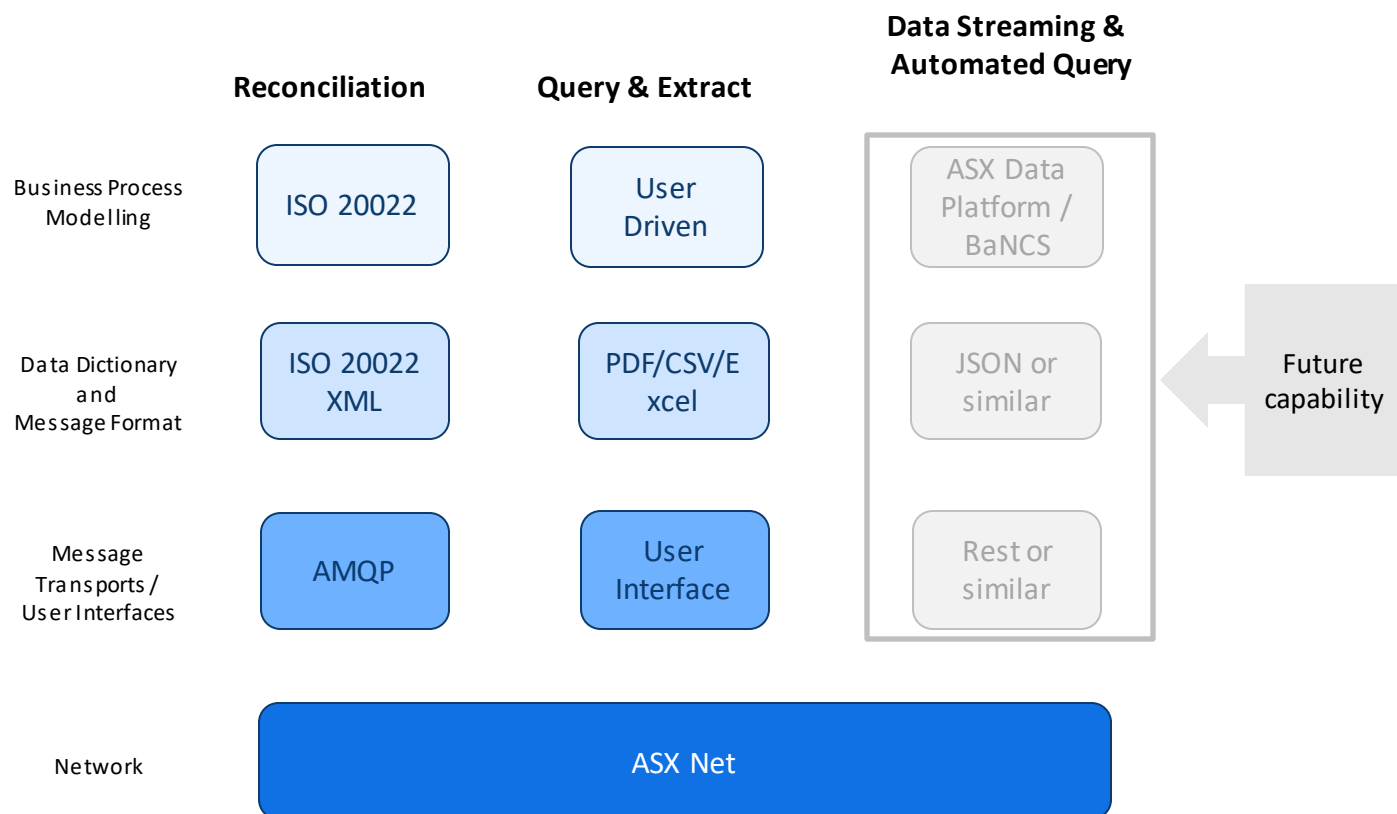 Data Streaming &
Automated Query
Reconciliation
Query & Extract
Business Process
Modelling
ISO 20022
User
Driven
ASX Data
Platform /
BaNCS
Data Dictionary
and
Message Format
ISO 20022
XML
PDF/CSV/E
xcel
JSON or
similar
Future
capability
Message
Transports /
User Interfaces
AMQP
User
Interface
Rest or
similar
Network
ASX Net